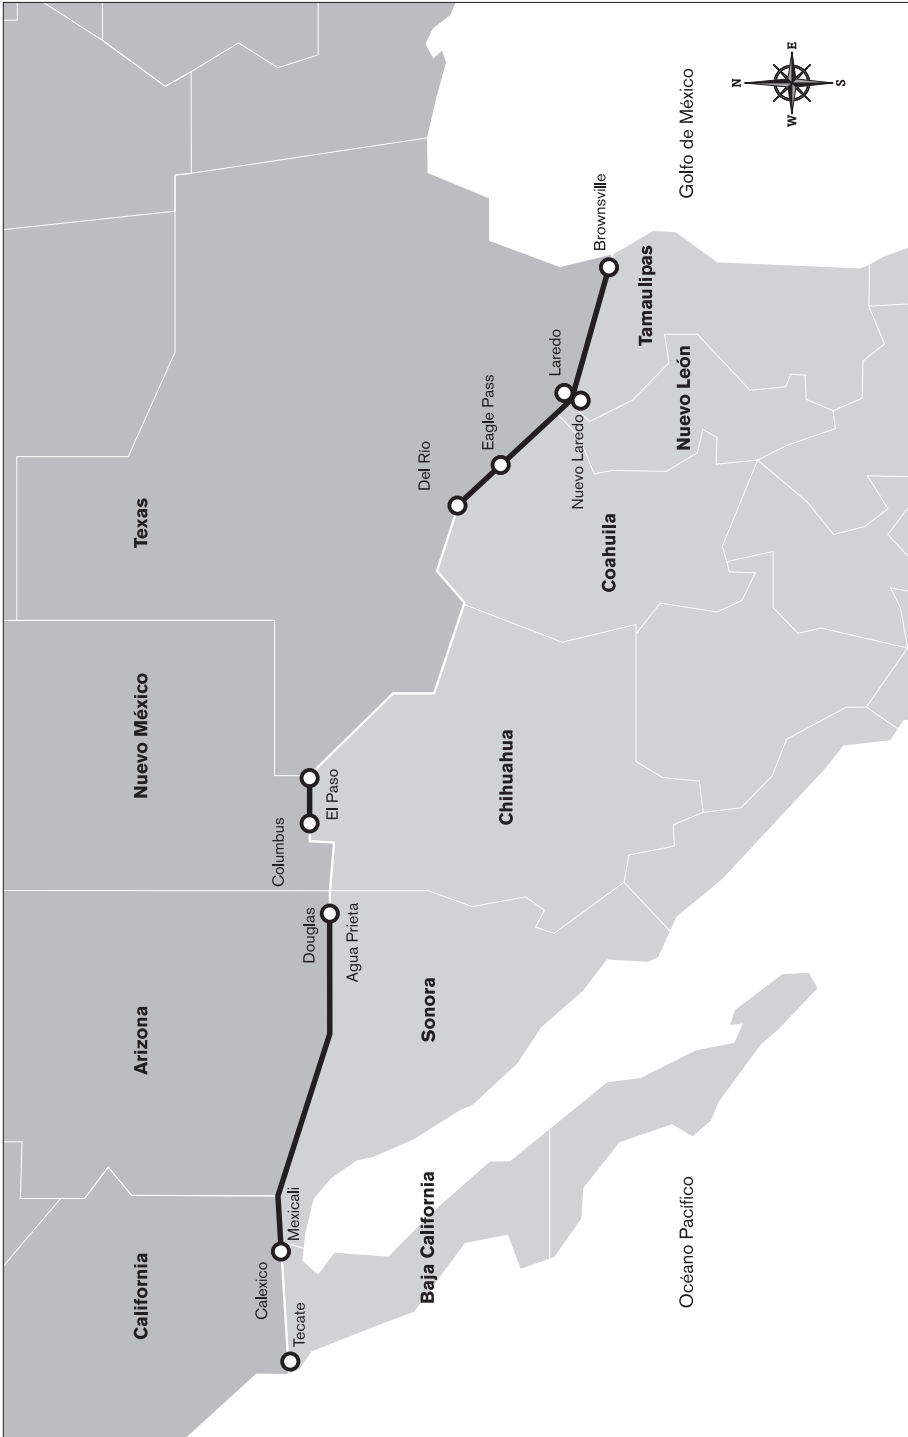 California
Arizona
Nuevo México
Texas
Tecate
Calexico
Mexicali
Douglas
Agua Prieta
Columbus
El Paso
Del Rio
Eagle Pass
Laredo
Nuevo Laredo
Brownsville
Baja California
Sonora
Chihuahua
Coahuila
Nuevo León
Tamaulipas
Océano Pacífico
Golfo de México
N
W
E
S